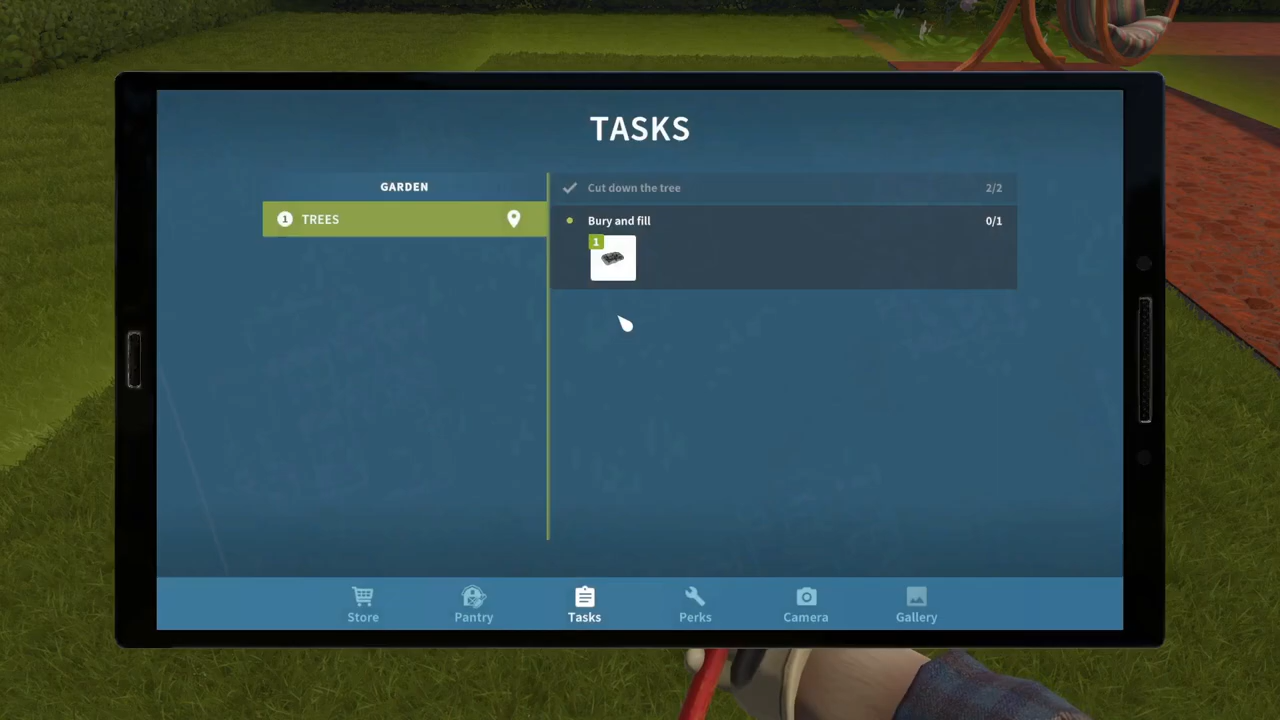 TASKS
GARDEN
1 TREES
Cut down the tree 2/2
Bury and fill 0/1
1
Store
Pantry
Tasks
Perks
Camera
Gallery